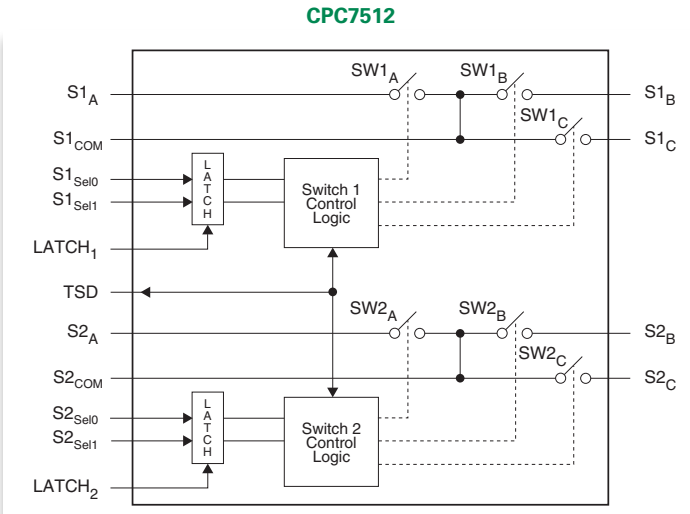 CPC7512
SW1A SW1B
S1A S1B
SW1C
S1COM S1C
S1Sel0
S1Sel1
LATCH
Switch 1
Control
Logic
LATCH1
TSD
SW2A SW2B
S2A S2B
SW2C
S2COM S2C
S2Sel0
S2Sel1
LATCH
Switch 2
Control
Logic
LATCH2